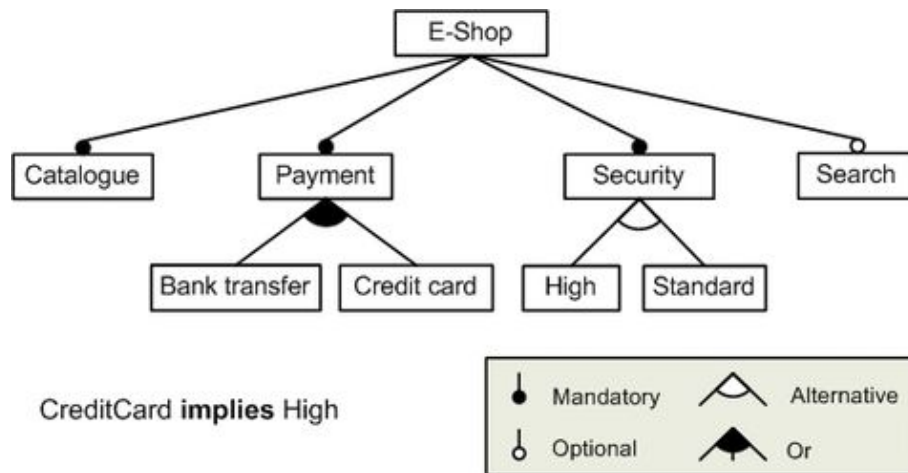 E-Shop
Catalogue
Payment
Security
Search
Bank transfer
Credit card
High
Standard
CreditCard implies High
Mandatory
Alternative
Optional
Or